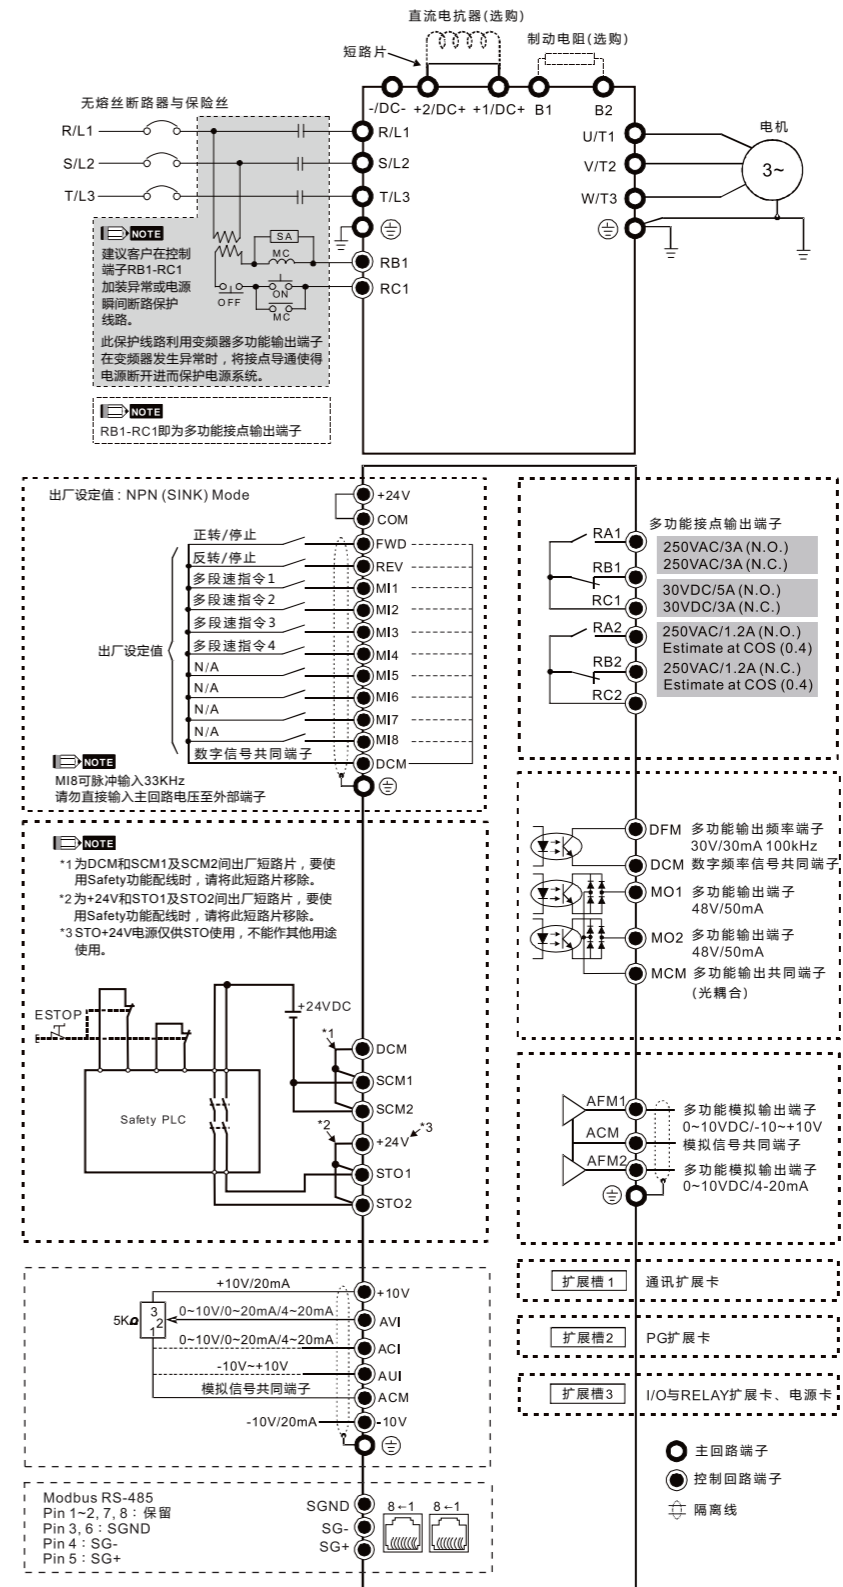 直流电抗器(选购)
制动电阻(选购)
短路片
-/DC-
+2/DC+
+1/DC+
B1
B2
无熔丝断路器与保险丝
R/L1
S/L2
T/L3
R/L1
S/L2
T/L3
RB1
RC1
U/T1
V/T2
W/T3
电机
3~
NOTE
建议客户在控制
端子RB1-RC1
加装异常或电源
瞬间断路保护
线路。
SA
MC
OFF
ON
MC
此保护线路利用变频器多功能输出端子
在变频器发生异常时，将接点导通使得
电源断开进而保护电源系统。
NOTE
RB1-RC1即为多功能接点输出端子
出厂设定值：NPN (SINK) Mode
+24V
COM
正转/停止
FWD
反转/停止
REV
多段速指令1
MI1
多段速指令2
MI2
多段速指令3
MI3
多段速指令4
MI4
N/A
MI5
N/A
MI6
N/A
MI7
N/A
MI8
数字信号共同端子
DCM
出厂设定值
NOTE
MI8可脉冲输入33KHz
请勿直接输入主回路电压至外部端子
多功能接点输出端子
RA1
250VAC/3A (N.O.)
250VAC/3A (N.C.)
RB1
30VDC/5A (N.O.)
RC1
30VDC/3A (N.C.)
RA2
250VAC/1.2A (N.O.)
Estimate at COS (0.4)
RB2
250VAC/1.2A (N.C.)
Estimate at COS (0.4)
RC2
NOTE
*1 为DCM和SCM1及SCM2间出厂短路片，要使
用Safety功能配线时，请将此短路片移除。
*2 为+24V和STO1及STO2间出厂短路片，要使
用Safety功能配线时，请将此短路片移除。
*3 STO+24V电源仅供STO使用，不能作其他用途
使用。
ESTOP
+24VDC
Safety PLC
*1
DCM
SCM1
SCM2
*2
+24V
*3
STO1
STO2
DFM 多功能输出频率端子
30V/30mA 100kHz
DCM 数字频率信号共同端子
MO1 多功能输出端子
48V/50mA
MO2 多功能输出端子
48V/50mA
MCM 多功能输出共同端子
(光耦合)
AFM1
多功能模拟输出端子
0~10VDC/-10~+10V
ACM
模拟信号共同端子
AFM2
多功能模拟输出端子
0~10VDC/4-20mA
+10V/20mA
+10V
5KΩ
3
2
1
0~10V/0~20mA/4~20mA
AVI
0~10V/0~20mA/4~20mA
ACI
-10V~+10V
AUI
模拟信号共同端子
ACM
-10V/20mA
-10V
扩展槽 1 通讯扩展卡
扩展槽2 PG扩展卡
扩展槽3 I/O与RELAY扩展卡、电源卡
主回路端子
控制回路端子
隔离线
Modbus RS-485
Pin 1~2, 7, 8：保留
Pin 3, 6：SGND
Pin 4：SG-
Pin 5：SG+
SGND
SG-
SG+
8←1
8←1